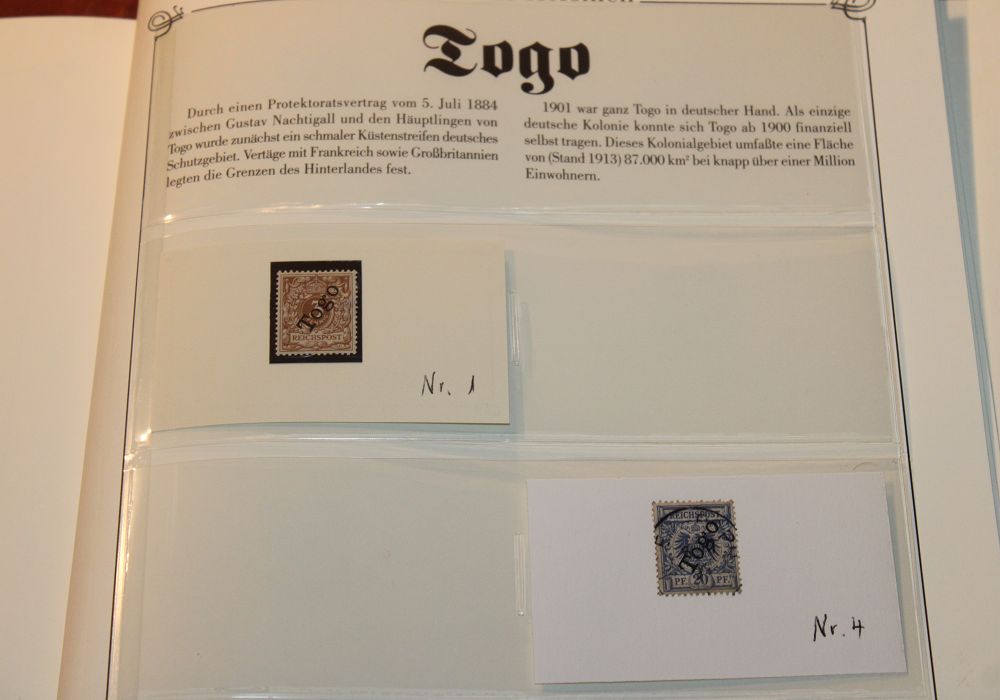 Togo
Durch einen Protektoratsvertrag vom 5. Juli 1884
zwischen Gustav Nachtigall und den Häuptlingen von
Togo wurde zunächst ein schmaler Küstenstreifen deutsches
Schutzgebiet. Vertäge mit Frankreich sowie Großbritannien
legten die Grenzen des Hinterlandes fest.
1901 war ganz Togo in deutscher Hand. Als einzige
deutsche Kolonie konnte sich Togo ab 1900 finanziell
selbst tragen. Dieses Kolonialgebiet umfaßte eine Fläche
von (Stand 1913) 87.000 km² bei knapp über einer Million
Einwohnern.
Togo
3
REICHSPOST
Nr. 1
REICHSPOST
Togo
PF. 20 PF.
Nr. 4